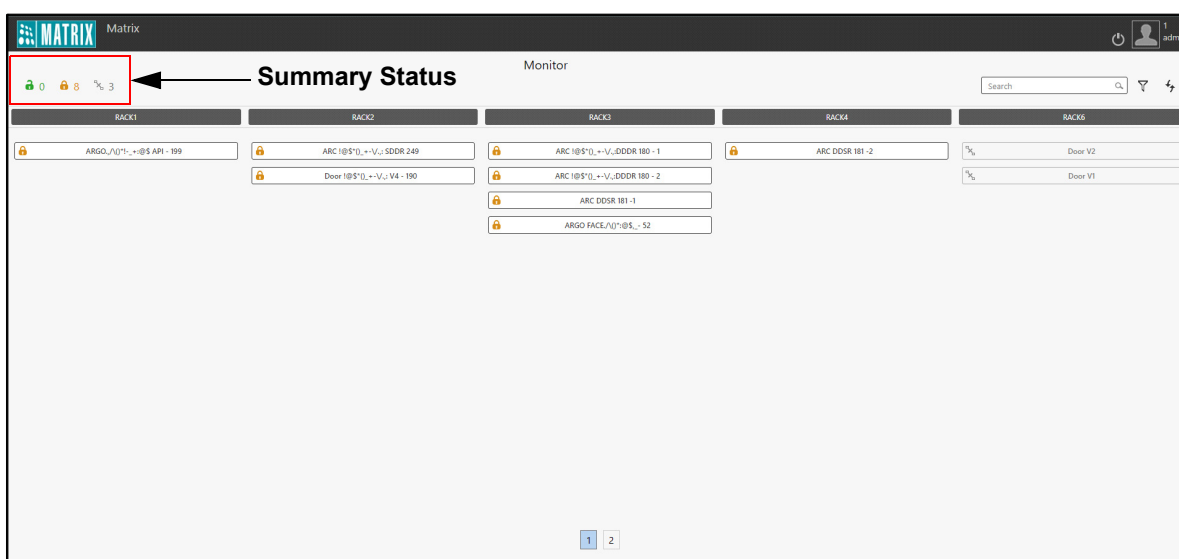 MATRIX Matrix
1
adm
Summary Status
Monitor
0 8 3
Search
RACK1 RACK2 RACK3 RACK4 RACK6
ARGO.,/\()"!-_+:@$ API - 199 ARC !@$*()_+-\/.,: SDDR 249 ARC !@$*()_+-\/.,:DDDR 180 - 1 ARC DDSR 181 -2 Door V2
Door !@$*()_+-\/.,: V4 - 190 ARC !@$*()_+-\/.,:DDDR 180 - 2 Door V1
ARC DDSR 181 -1
ARGO FACE./\()":@$,_- 52
1 2